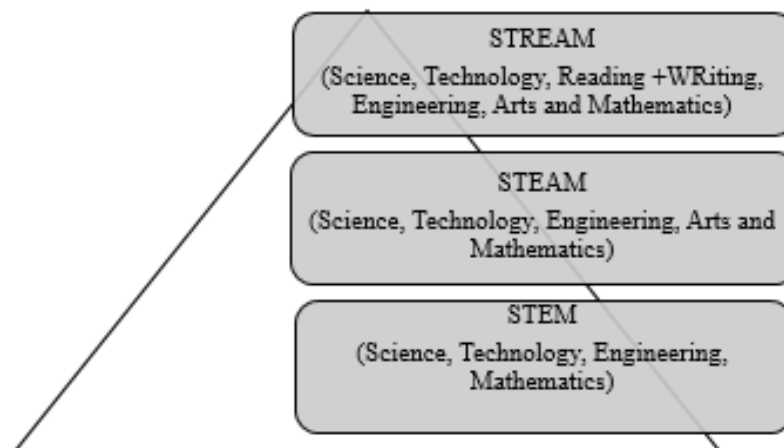 STREAM
(Science, Technology, Reading +WRiting,
Engineering, Arts and Mathematics)
STEAM
(Science, Technology, Engineering, Arts and
Mathematics)
STEM
(Science, Technology, Engineering,
Mathematics)